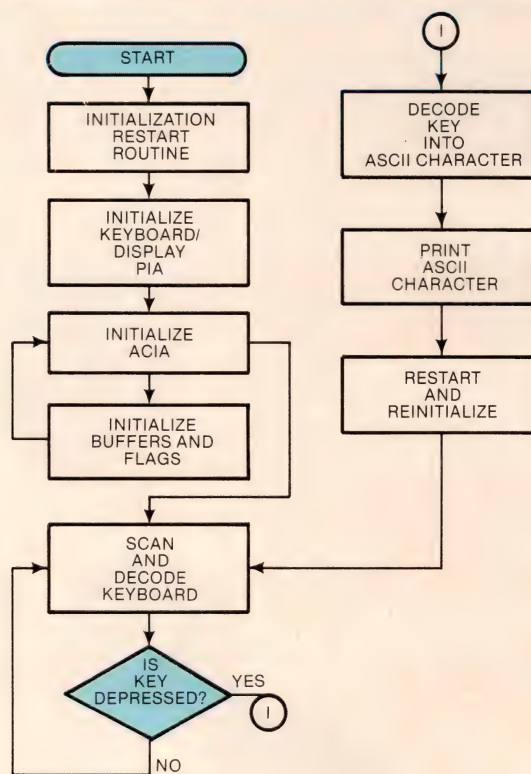 START
INITIALIZATION
RESTART
ROUTINE
INITIALIZE
KEYBOARD/
DISPLAY
PIA
INITIALIZE
ACIA
INITIALIZE
BUFFERS AND
FLAGS
SCAN
AND
DECODE
KEYBOARD
IS
KEY
DEPRESSED?
YES
I
NO
I
DECODE
KEY
INTO
ASCII CHARACTER
PRINT
ASCII
CHARACTER
RESTART
AND
REINITIALIZE